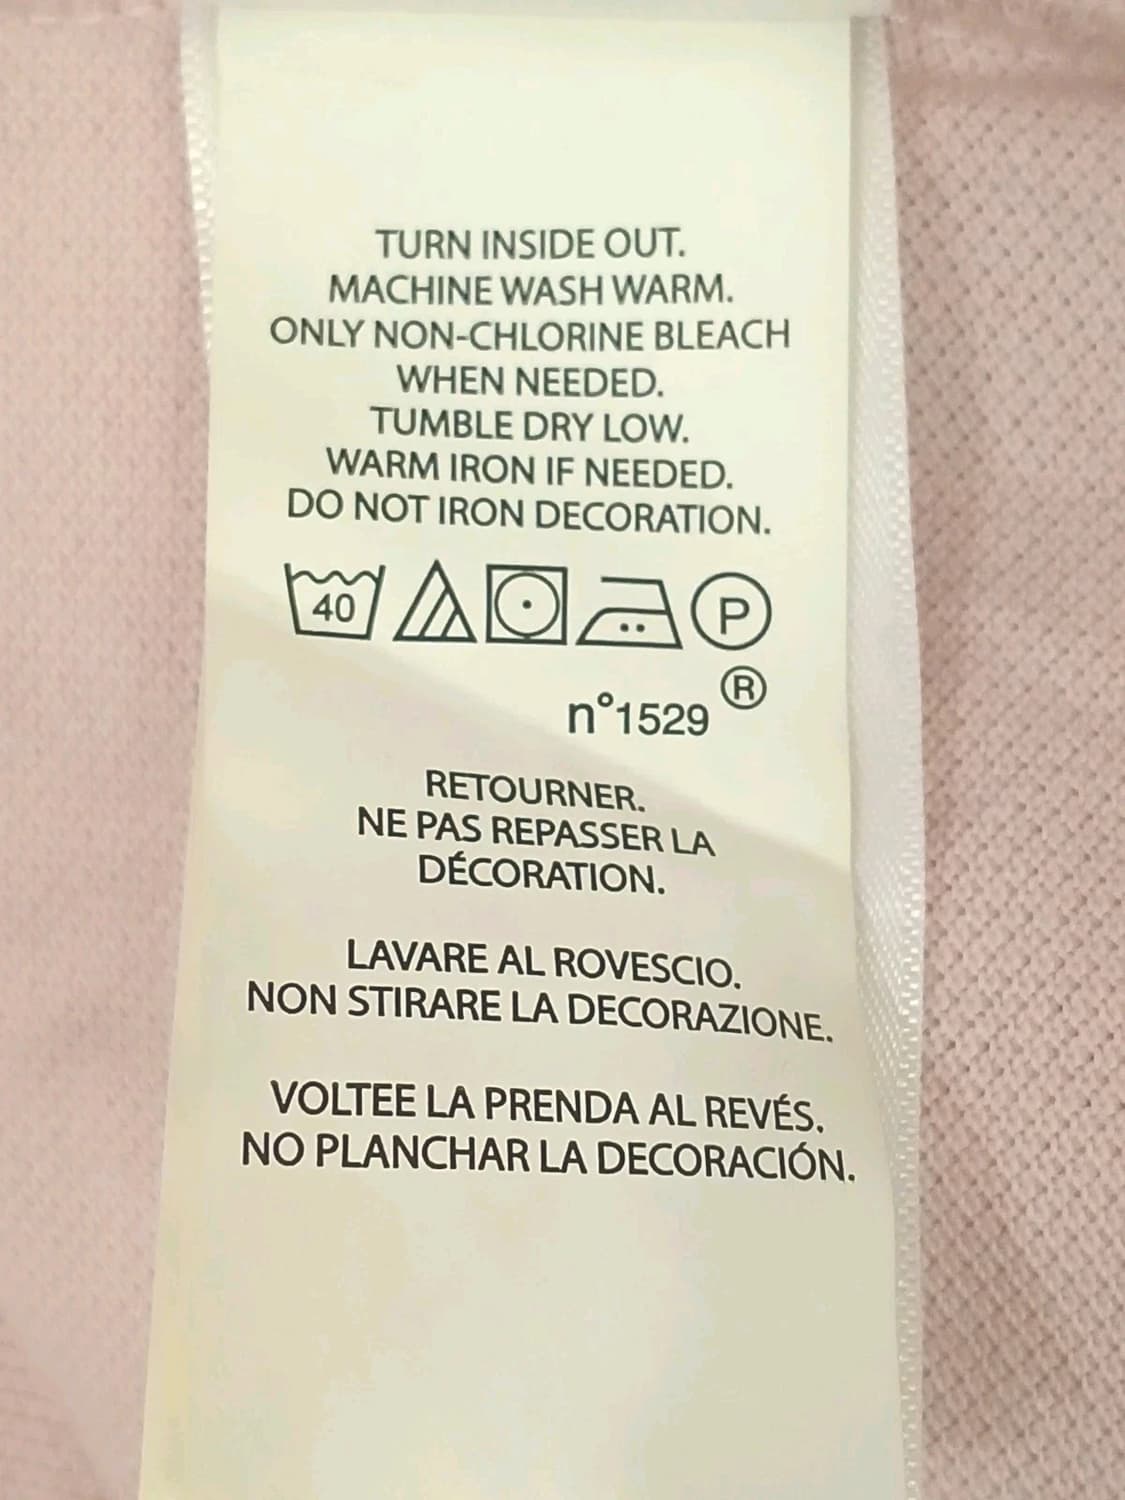 TURN INSIDE OUT.
MACHINE WASH WARM.
ONLY NON-CHLORINE BLEACH
WHEN NEEDED.
TUMBLE DRY LOW.
WARM IRON IF NEEDED.
DO NOT IRON DECORATION.
40 P
®
n°1529
RETOURNER.
NE PAS REPASSER LA
DÉCORATION.
LAVARE AL ROVESCIO.
NON STIRARE LA DECORAZIONE.
VOLTEE LA PRENDA AL REVÉS.
NO PLANCHAR LA DECORACIÓN.